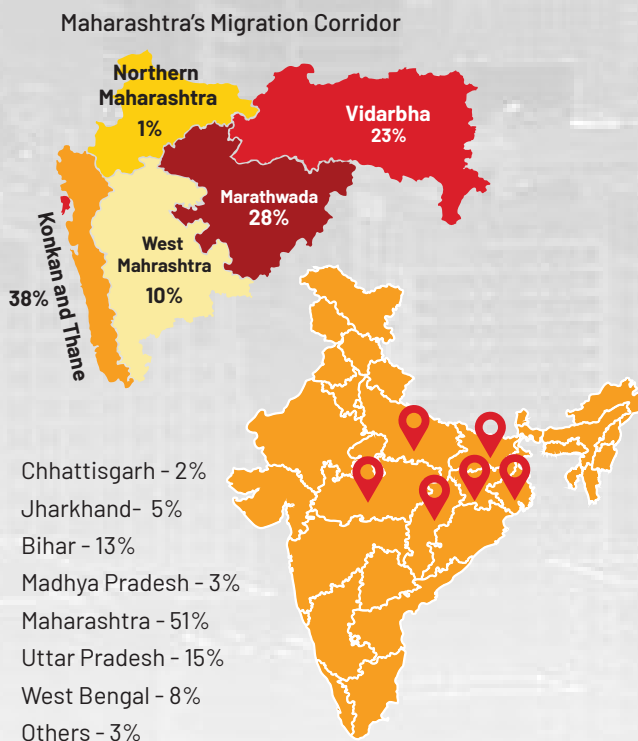 Maharashtra's Migration Corridor
Northern
Maharashtra
1%
Vidarbha
23%
Marathwada
28%
West
Mahrashtra
10%
Konkan and Thane
38%
Chhattisgarh - 2%
Jharkhand- 5%
Bihar - 13%
Madhya Pradesh - 3%
Maharashtra - 51%
Uttar Pradesh - 15%
West Bengal - 8%
Others - 3%